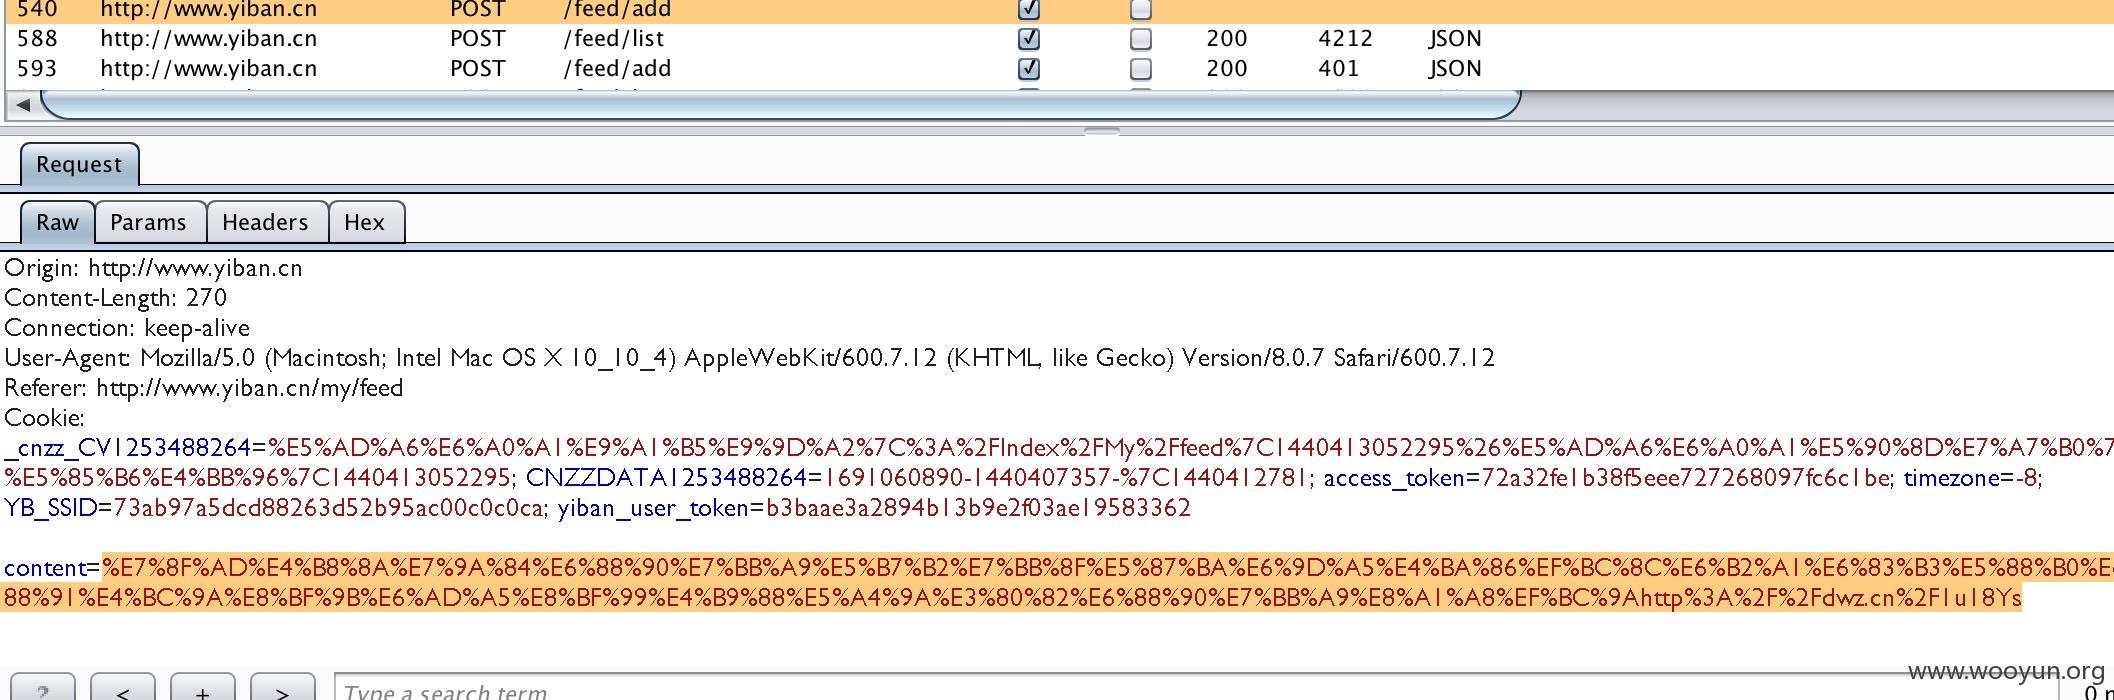 540 http://www.yiban.cn POST /feed/add
588 http://www.yiban.cn POST /feed/list 200 4212 JSON
593 http://www.yiban.cn POST /feed/add 200 401 JSON
Request
Raw Params Headers Hex
Origin: http://www.yiban.cn
Content-Length: 270
Connection: keep-alive
User-Agent: Mozilla/5.0 (Macintosh; Intel Mac OS X 10_10_4) AppleWebKit/600.7.12 (KHTML, like Gecko) Version/8.0.7 Safari/600.7.12
Referer: http://www.yiban.cn/my/feed
Cookie:
_cnzz_CV1253488264=%E5%AD%A6%E6%A0%A1%E9%A1%B5%E9%9D%A2%7C%3A%2FIndex%2FMy%2Ffeed%7C1440413052295%26%E5%AD%A6%E6%A0%A1%E5%90%8D%E7%A7%B0%7
%E5%85%B6%E4%BB%96%7C1440413052295; CNZZDATA1253488264=1691060890-1440407357-%7C1440412781; access_token=72a32fe1b38f5eee727268097fc6c1be; timezone=-8;
YB_SSID=73ab97a5dcd88263d52b95ac00c0c0ca; yiban_user_token=b3baae3a2894b13b9e2f03ae19583362
content=%E7%8F%AD%E4%B8%8A%E7%9A%84%E6%88%90%E7%BB%A9%E5%B7%B2%E7%BB%8F%E5%87%BA%E6%9D%A5%E4%BA%86%EF%BC%8C%E6%B2%A1%E6%83%B3%E5%88%B0%E
88%91%E4%BC%9A%E8%BF%9B%E6%AD%A5%E8%BF%99%E4%B9%88%E5%A4%9A%E3%80%82%E6%88%90%E7%BB%A9%E8%A1%A8%EF%BC%9Ahttp%3A%2F%2Fdwz.cn%2F1u18Ys
www.wooyun.org
? < + > Type a search term